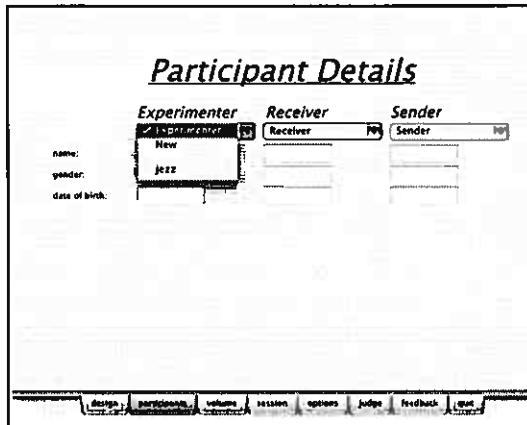 Participant Details
Experimenter Receiver Sender
✓ Experimenter Receiver Sender
New
name:
jezz
gender:
date of birth:
design participants volume session options judge feedback quit